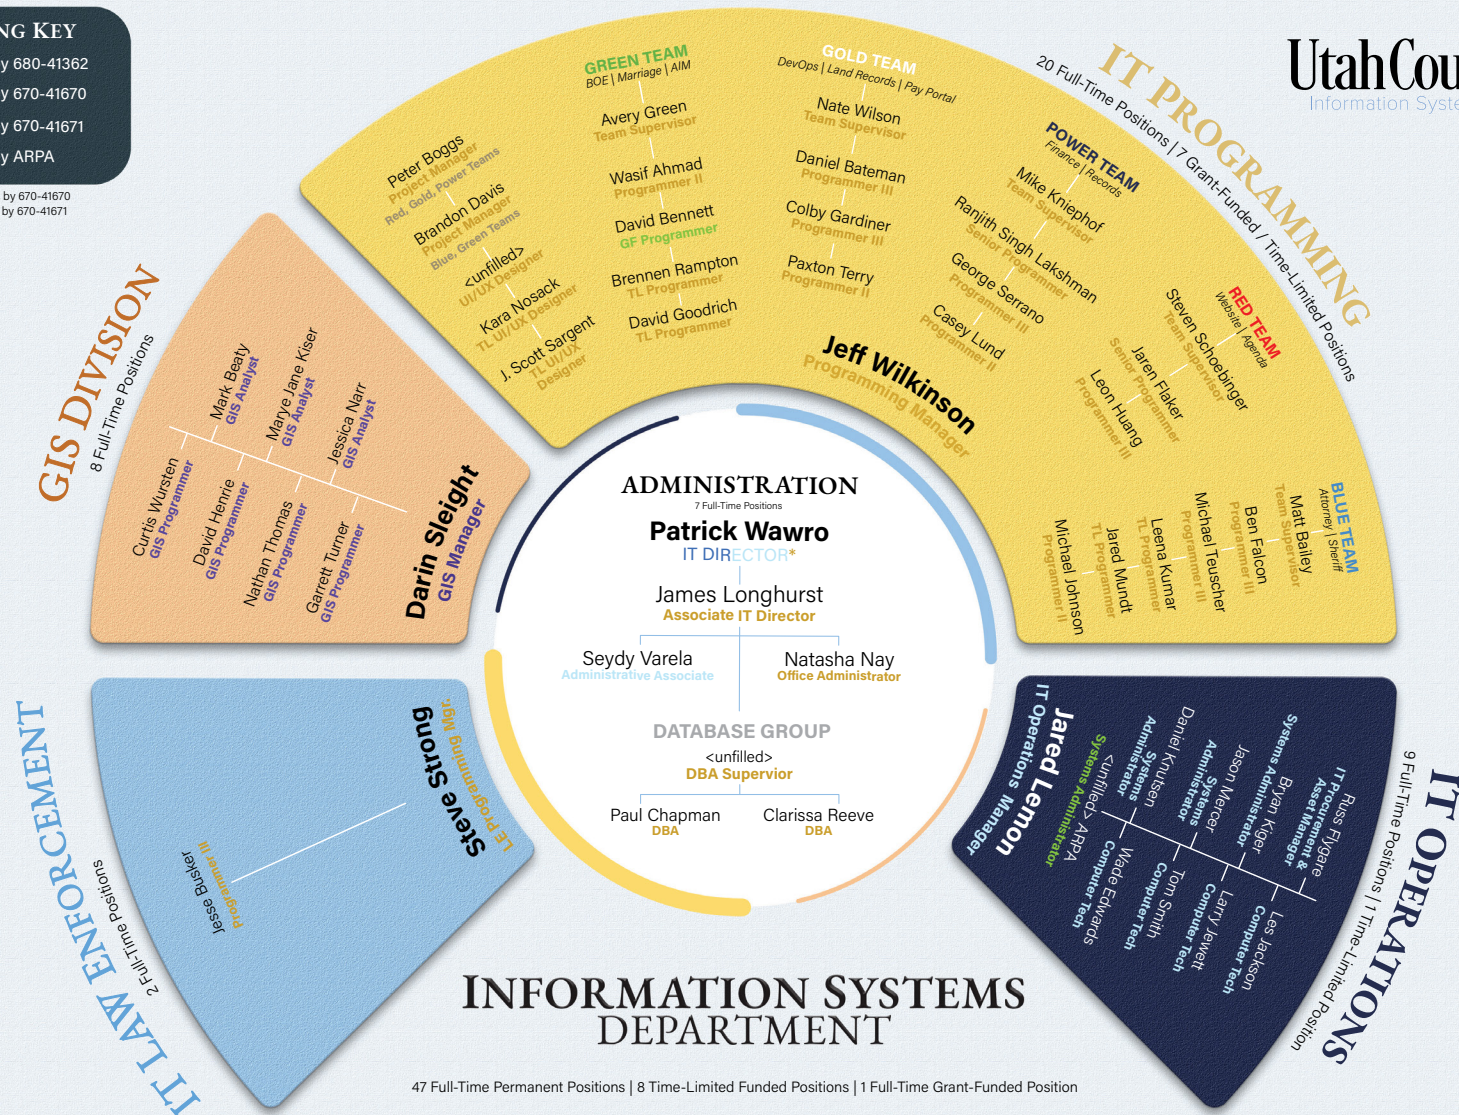 NG KEY
y 680-41362
y 670-41670
y 670-41671
y ARPA
by 670-41670
by 670-41671
Utah Cou
Information Syste
IT PROGRAMMING
20 Full-Time Positions | 7 Grant-Funded / Time-Limited Positions
Peter Boggs
Project Manager
Red, Gold, Power Teams
Brandon Davis
Project Manager
Blue, Green Teams
<unfilled>
UI/UX Designer
Kara Nosack
TL UI/UX Designer
J. Scott Sargent
TL UI/UX
Designer
GREEN TEAM
BOE | Marriage | AIM
Avery Green
Team Supervisor
Wasif Ahmad
Programmer II
David Bennett
GF Programmer
Brennen Rampton
TL Programmer
David Goodrich
TL Programmer
GOLD TEAM
DevOps | Land Records | Pay Portal
Nate Wilson
Team Supervisor
Daniel Bateman
Programmer III
Colby Gardiner
Programmer III
Paxton Terry
Programmer II
POWER TEAM
Finance | Records
Mike Kniephof
Team Supervisor
Ranjith Singh Lakshman
Senior Programmer
George Serrano
Programmer III
Casey Lund
Programmer II
RED TEAM
Website | Agenda
Steven Schoebinger
Team Supervisor
Jaren Flaker
Senior Programmer
Leon Huang
Programmer III
BLUE TEAM
Attorney | Sheriff
Matt Bailey
Team Supervisor
Ben Falcon
Programmer III
Michael Teuscher
Programmer III
Leena Kumar
TL Programmer
Jared Mundt
TL Programmer
Michael Johnson
Programmer II
Jeff Wilkinson
Programming Manager
GIS DIVISION
8 Full-Time Positions
Mark Beaty
GIS Analyst
Marye Jane Kiser
GIS Analyst
Jessica Narr
GIS Analyst
Curtis Wursten
GIS Programmer
David Henrie
GIS Programmer
Nathan Thomas
GIS Programmer
Garrett Turner
GIS Programmer
Darin Sleight
GIS Manager
ADMINISTRATION
7 Full-Time Positions
Patrick Wawro
IT DIRECTOR*
James Longhurst
Associate IT Director
Seydy Varela
Administrative Associate
Natasha Nay
Office Administrator
DATABASE GROUP
<unfilled>
DBA Supervior
Paul Chapman
DBA
Clarissa Reeve
DBA
IT LAW ENFORCEMENT
2 Full-Time Positions
Steve Strong
LE Programming Mgr.
Jesse Busker
Programmer III
IT OPERATIONS
9 Full-Time Positions | 1 Time-Limited Position
Jared Lemon
IT Operations Manager
<unfilled> ARPA
Systems Administrator
Daniel Knutsen
Systems
Administrator
Jason Mercer
Systems
Administrator
Bryan Kiger
Systems Administrator
Russ Flygare
IT Procurement &
Asset Manager
Wade Edwards
Computer Tech
Tom Smith
Computer Tech
Larry Jewett
Computer Tech
Les Jackson
Computer Tech
INFORMATION SYSTEMS
DEPARTMENT
47 Full-Time Permanent Positions | 8 Time-Limited Funded Positions | 1 Full-Time Grant-Funded Position